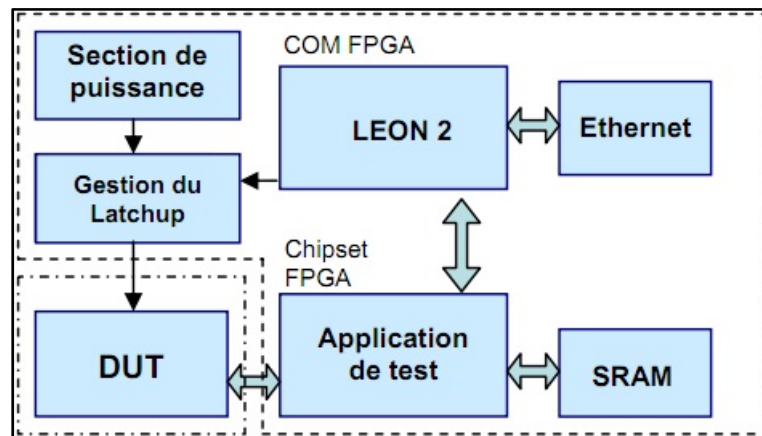 Section de
puissance
COM FPGA
LEON 2
Ethernet
Gestion du
Latchup
Chipset
FPGA
DUT
Application
de test
SRAM